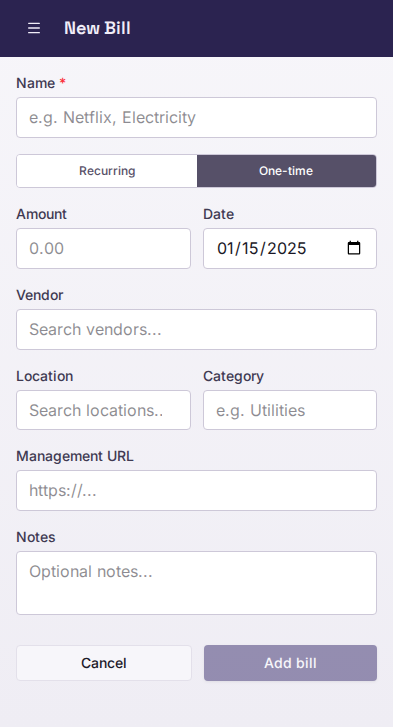 New Bill
Name *
e.g. Netflix, Electricity
Recurring One-time
Amount Date
0.00 01/15/2025
Vendor
Search vendors...
Location Category
Search locations.. e.g. Utilities
Management URL
https://...
Notes
Optional notes...
Cancel Add bill